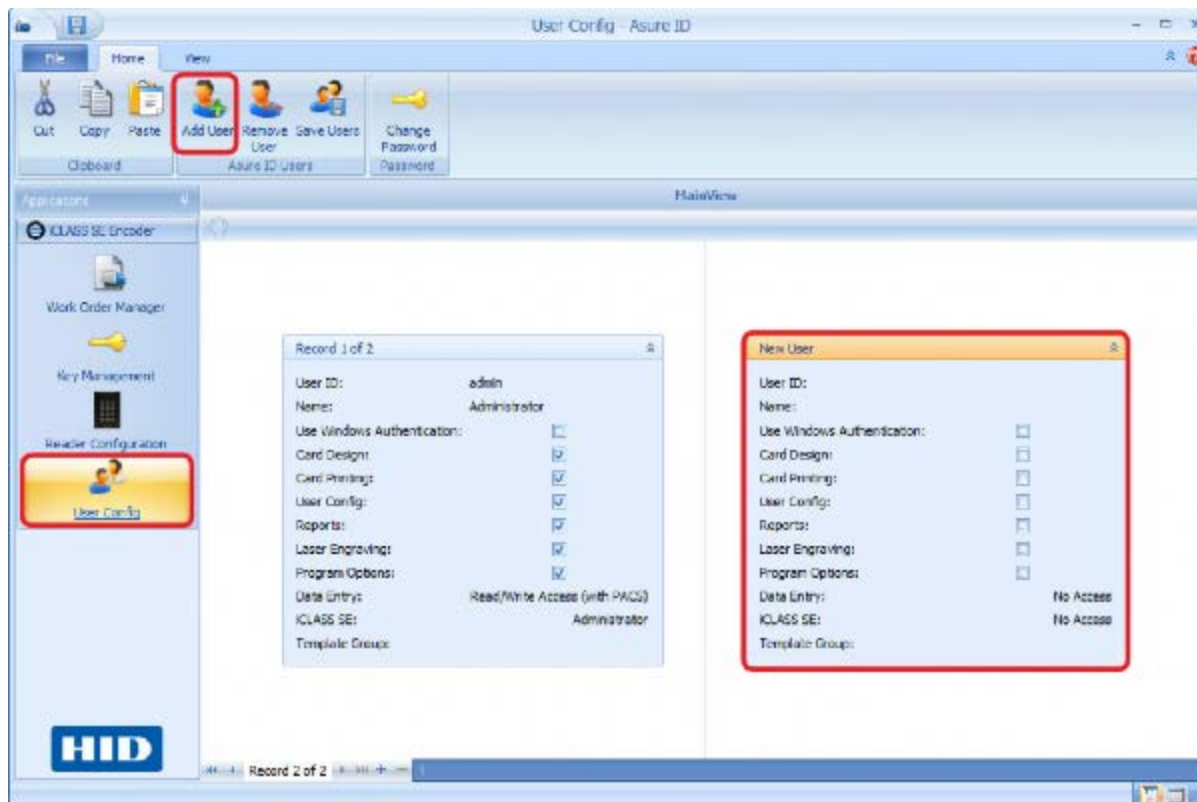 User Config - Asure ID
File Home View
Cut Copy Paste Add User Remove User Save Users Change Password
Clipboard Asure ID Users Password
Applications MainView
iCLASS SE Encoder
Work Order Manager
Key Management
Reader Configuration
User Config
Record 1 of 2
User ID: admin
Name: Administrator
Use Windows Authentication:
Card Design:
Card Printing:
User Config:
Reports:
Laser Engraving:
Program Options:
Data Entry: Read/Write Access (with PACS)
iCLASS SE: Administrator
Template Group:
New User
User ID:
Name:
Use Windows Authentication:
Card Design:
Card Printing:
User Config:
Reports:
Laser Engraving:
Program Options:
Data Entry: No Access
iCLASS SE: No Access
Template Group:
HID
Record 2 of 2